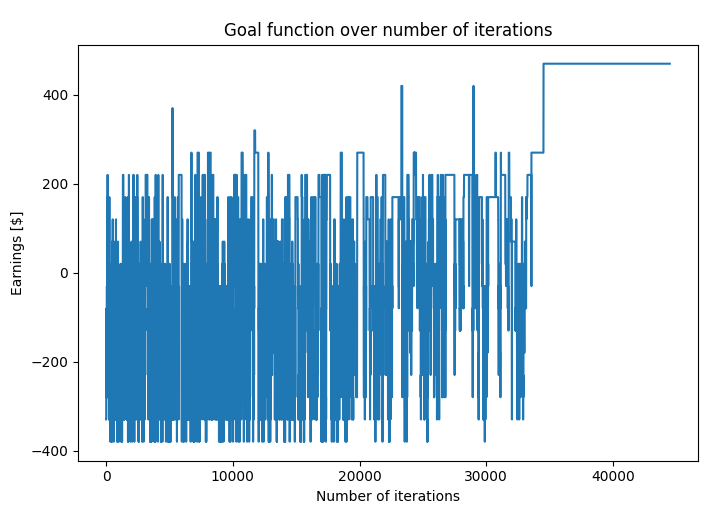 Goal function over number of iterations
Earnings [$]
400
200
0
−200
−400
0 10000 20000 30000 40000
Number of iterations